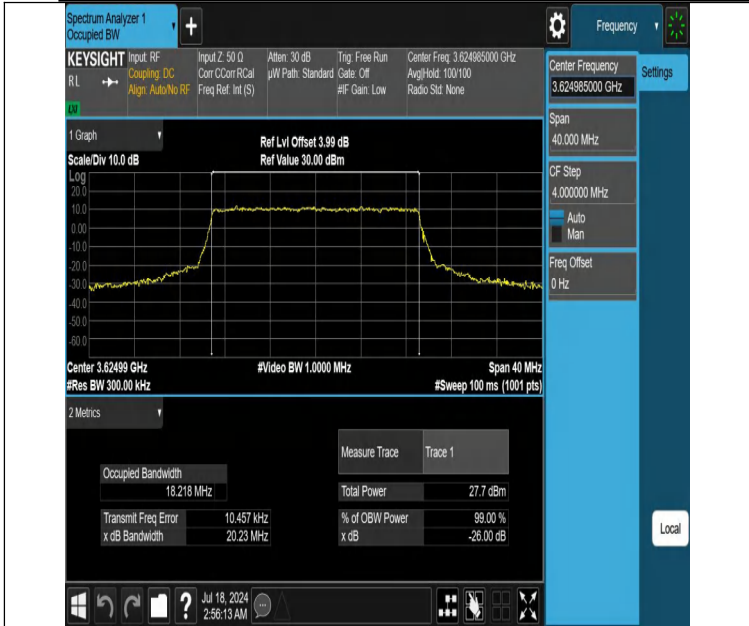 Spectrum Analyzer 1
Occupied BW
+
Frequency
KEYSIGHT
RL
LXI
Input: RF
Coupling: DC
Align: Auto/No RF
Input Z: 50 Ω
Corr CCorr RCal
Freq Ref: Int (S)
Atten: 30 dB
µW Path: Standard
Trig: Free Run
Gate: Off
#IF Gain: Low
Center Freq: 3.624985000 GHz
Avg|Hold: 100/100
Radio Std: None
Center Frequency
3.624985000 GHz
Settings
Span
40.000 MHz
CF Step
4.000000 MHz
Auto
Man
Freq Offset
0 Hz
Local
1 Graph
Scale/Div 10.0 dB
Ref Lvl Offset 3.99 dB
Ref Value 30.00 dBm
Log
20.0
10.0
0.00
-10.0
-20.0
-30.0
-40.0
-50.0
-60.0
Center 3.62499 GHz
#Video BW 1.0000 MHz
Span 40 MHz
#Res BW 300.00 kHz
#Sweep 100 ms (1001 pts)
2 Metrics
Measure Trace Trace 1
Occupied Bandwidth
18.218 MHz
Total Power 27.7 dBm
Transmit Freq Error 10.457 kHz
% of OBW Power 99.00 %
x dB Bandwidth 20.23 MHz
x dB -26.00 dB
?
Jul 18, 2024
2:56:13 AM